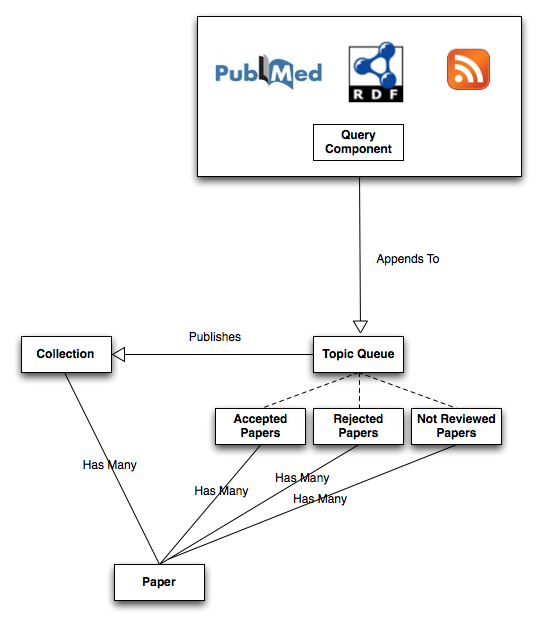 PubMed
RDF
Query
Component
Appends To
Publishes
Collection
Topic Queue
Accepted
Papers
Rejected
Papers
Not Reviewed
Papers
Has Many
Has Many
Has Many
Has Many
Paper